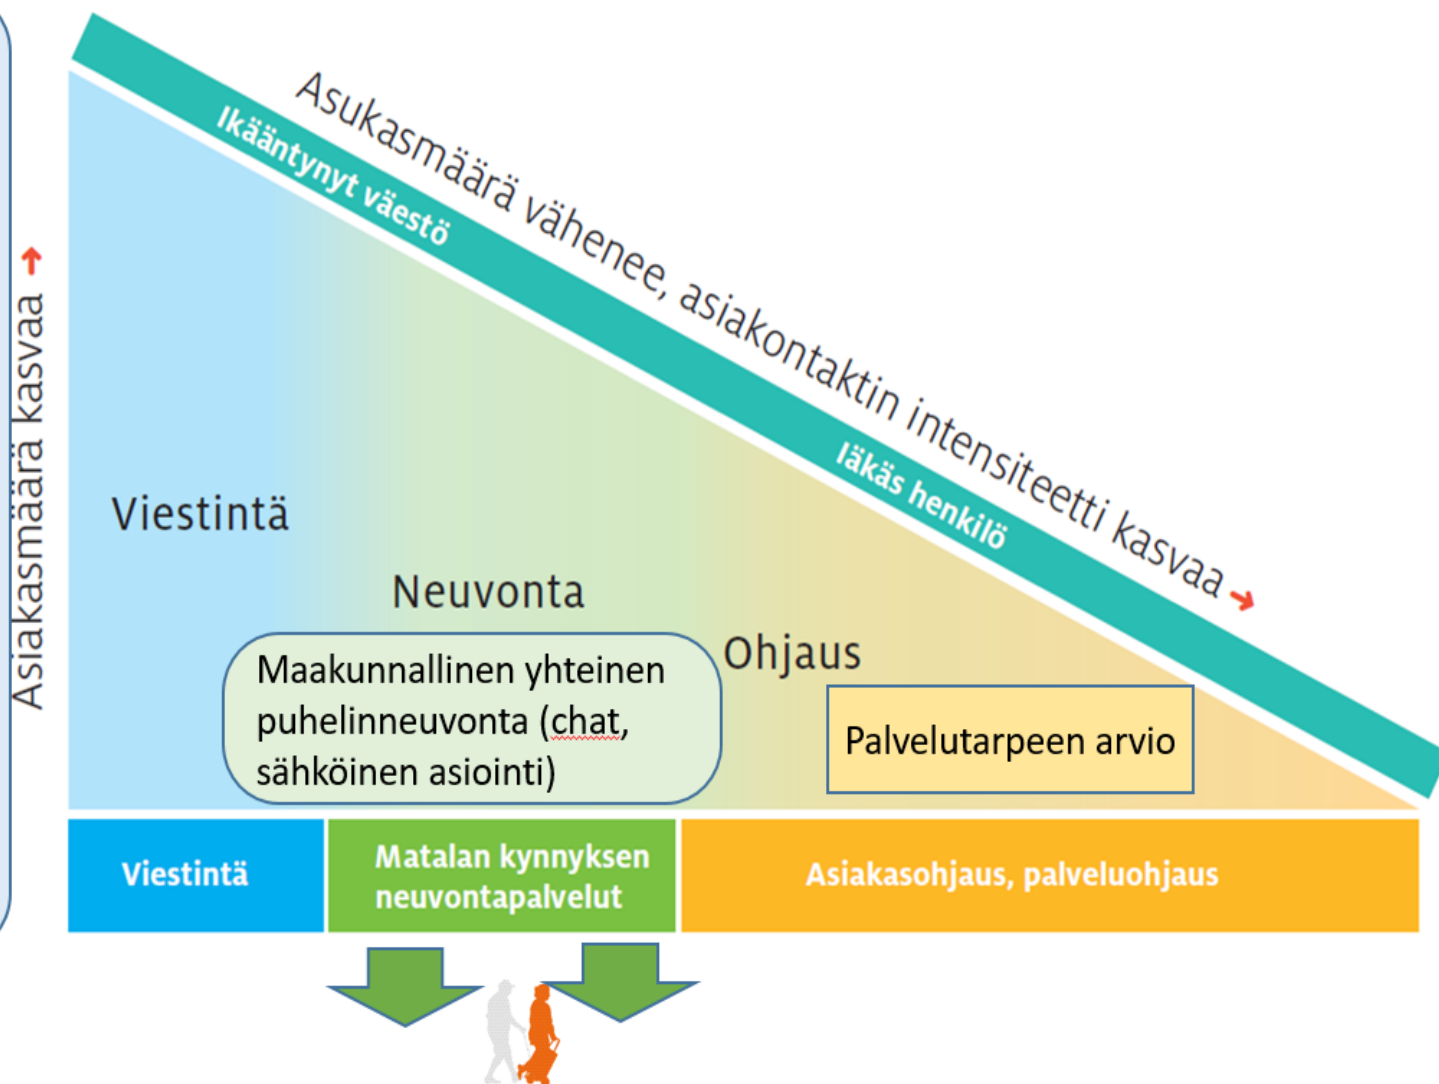 Asukasmäärä vähenee, asiakontaktin intensiteetti kasvaa
Ikääntynyt väestö
Iäkäs henkilö
Asiakasmäärä kasvaa
Viestintä
Neuvonta
Ohjaus
Maakunnallinen yhteinen
puhelinneuvonta (chat,
sähköinen asiointi)
Palvelutarpeen arvio
Viestintä
Matalan kynnyksen
neuvontapalvelut
Asiakasohjaus, palveluohjaus